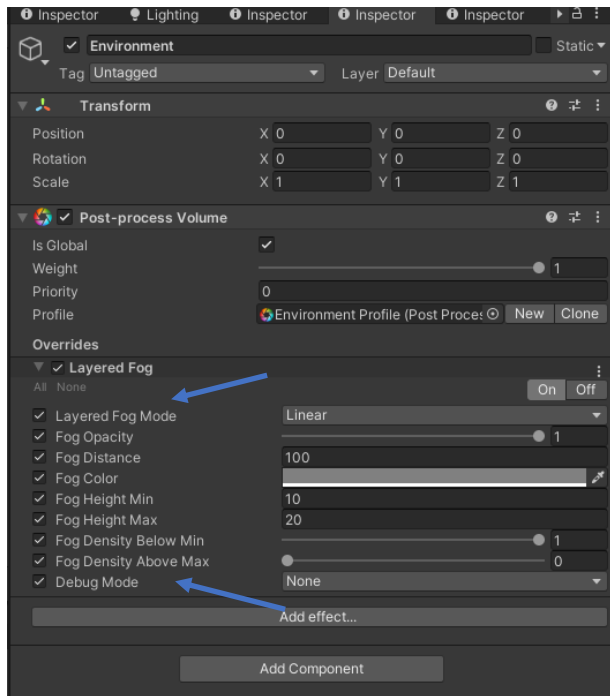 Inspector Lighting Inspector Inspector Inspector
Environment Static
Tag Untagged Layer Default
Transform
Position X 0 Y 0 Z 0
Rotation X 0 Y 0 Z 0
Scale X 1 Y 1 Z 1
Post-process Volume
Is Global
Weight 1
Priority 0
Profile Environment Profile (Post Proces New Clone
Overrides
Layered Fog
All None On Off
Layered Fog Mode Linear
Fog Opacity 1
Fog Distance 100
Fog Color
Fog Height Min 10
Fog Height Max 20
Fog Density Below Min 1
Fog Density Above Max 0
Debug Mode None
Add effect...
Add Component